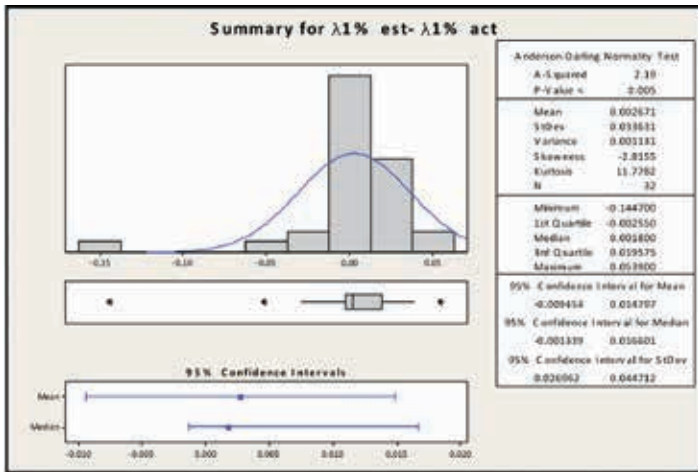 Summary for λ1% est- λ1% act
Anderson-Darling Normality Test
A-Squared 2.19
P-Value < 0.005
Mean 0.002671
StDev 0.033631
Variance 0.001131
Skewness -2.8155
Kurtosis 11.7782
N 32
Minimum -0.144700
1st Quartile -0.002550
Median 0.001800
3rd Quartile 0.019575
Maximum 0.053900
95% Confidence Interval for Mean
-0.009454 0.014797
95% Confidence Interval for Median
-0.001339 0.016601
95% Confidence Interval for StDev
0.026962 0.044712
-0.15 -0.10 -0.05 0.00 0.05
95% Confidence Intervals
Mean
Median
-0.010 -0.005 0.000 0.005 0.010 0.015 0.020